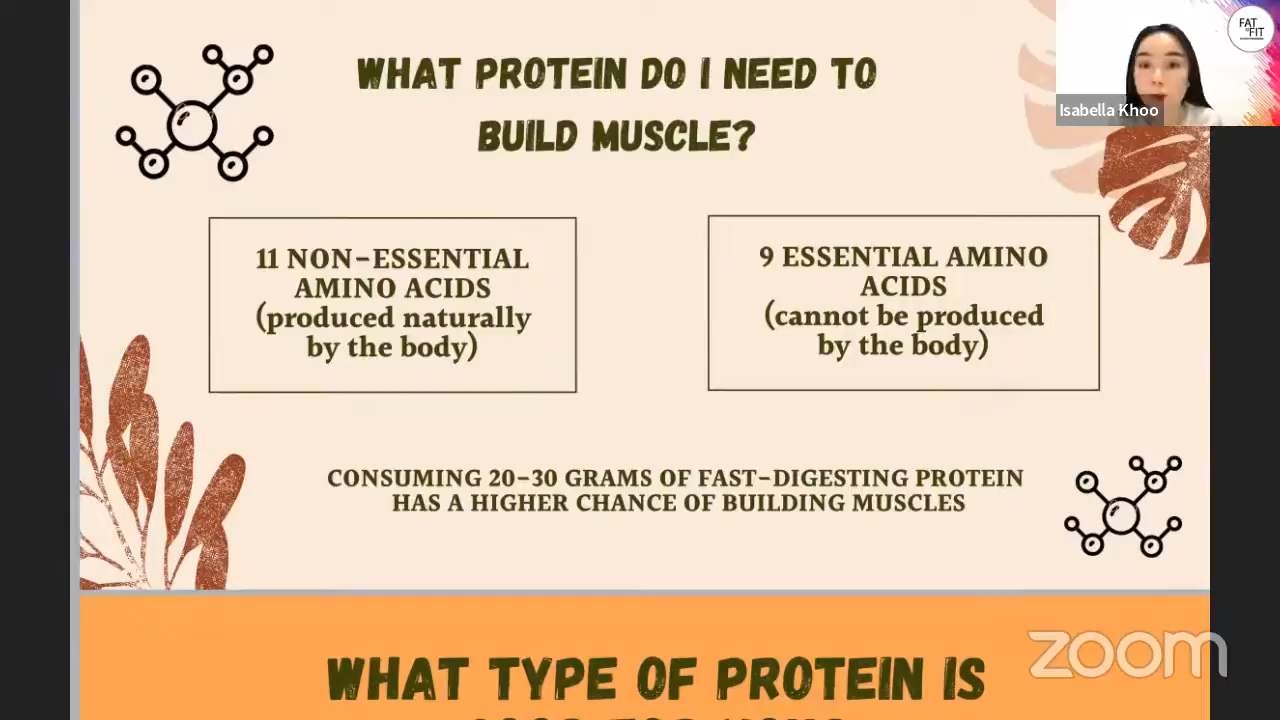 WHAT PROTEIN DO I NEED TO
BUILD MUSCLE?
FAT
FIT
Isabella Khoo
11 NON-ESSENTIAL
AMINO ACIDS
(produced naturally
by the body)
9 ESSENTIAL AMINO
ACIDS
(cannot be produced
by the body)
CONSUMING 20-30 GRAMS OF FAST-DIGESTING PROTEIN
HAS A HIGHER CHANCE OF BUILDING MUSCLES
zoom
WHAT TYPE OF PROTEIN IS